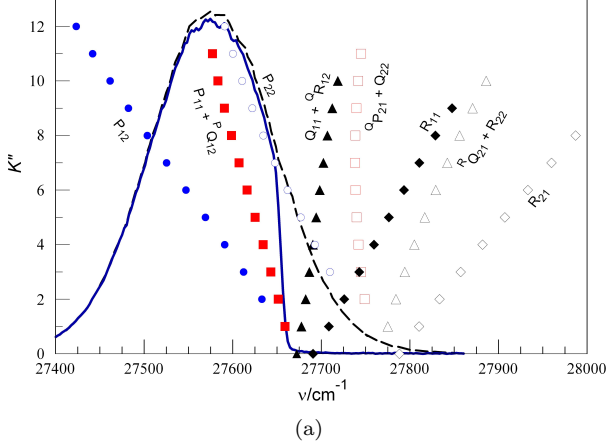 12
10
8
6
4
2
0
K"
P12
P11 + PQ12
P22
Q11 + QR12
QP21 + Q22
R11
RQ21 + R22
R21
27400
27500
27600
27700
27800
27900
28000
ν/cm-1
(a)